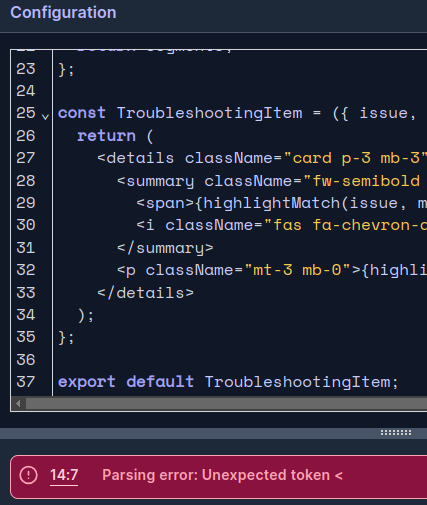 Configuration
22 return segments;
23 };
24
25 const TroubleshootingItem = ({ issue,
26 return (
27 <details className="card p-3 mb-3"
28 <summary className="fw-semibold
29 <span>{highlightMatch(issue, m
30 <i className="fas fa-chevron-d
31 </summary>
32 <p className="mt-3 mb-0">{highli
33 </details>
34 );
35 };
36
37 export default TroubleshootingItem;
14:7 Parsing error: Unexpected token <